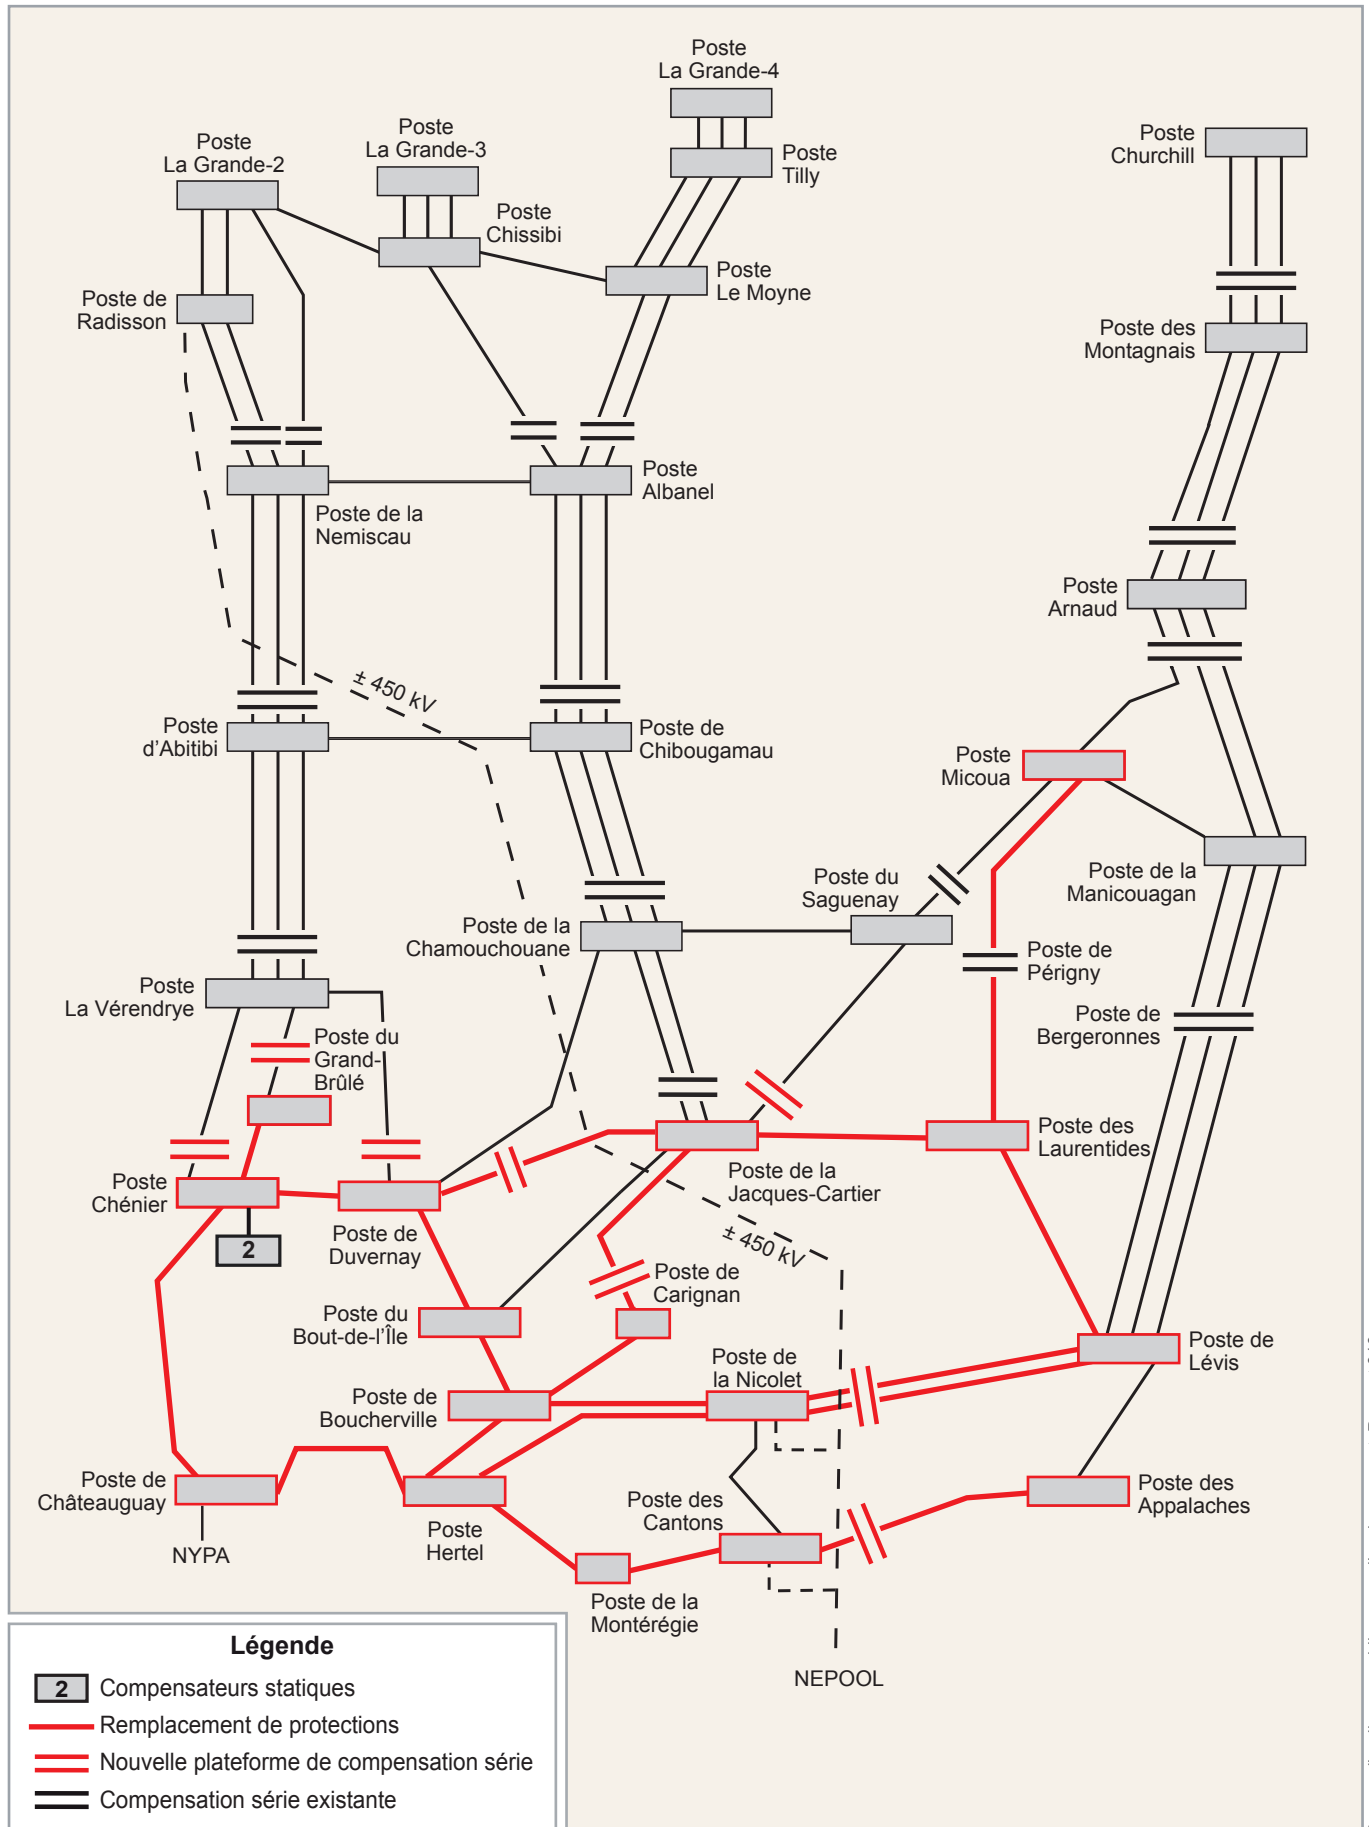 Poste
La Grande-4
Poste
La Grande-3
Poste
La Grande-2
Poste
Churchill
Poste
Tilly
Poste
Chissibi
Poste
Le Moyne
Poste de
Radisson
Poste des
Montagnais
Poste
Albanel
Poste de la
Nemiscau
Poste
Arnaud
± 450 kV
Poste
d'Abitibi
Poste de
Chibougamau
Poste
Micoua
Poste du
Saguenay
Poste de la
Manicouagan
Poste de la
Chamouchouane
Poste de
Périgny
Poste
La Vérendrye
Poste de
Bergeronnes
Poste du
Grand-
Brûlé
Poste des
Laurentides
Poste
Chénier
Poste de la
Jacques-Cartier
2
Poste de
Duvernay
± 450 kV
Poste de
Carignan
Poste du
Bout-de-l'Île
Poste de
Lévis
Poste de
la Nicolet
Poste de
Boucherville
Poste de
Châteauguay
Poste des
Appalaches
Poste des
Cantons
Poste
Hertel
NYPA
Poste de la
Montérégie
NEPOOL
Légende
2 Compensateurs statiques
Remplacement de protections
Nouvelle plateforme de compensation série
Compensation série existante